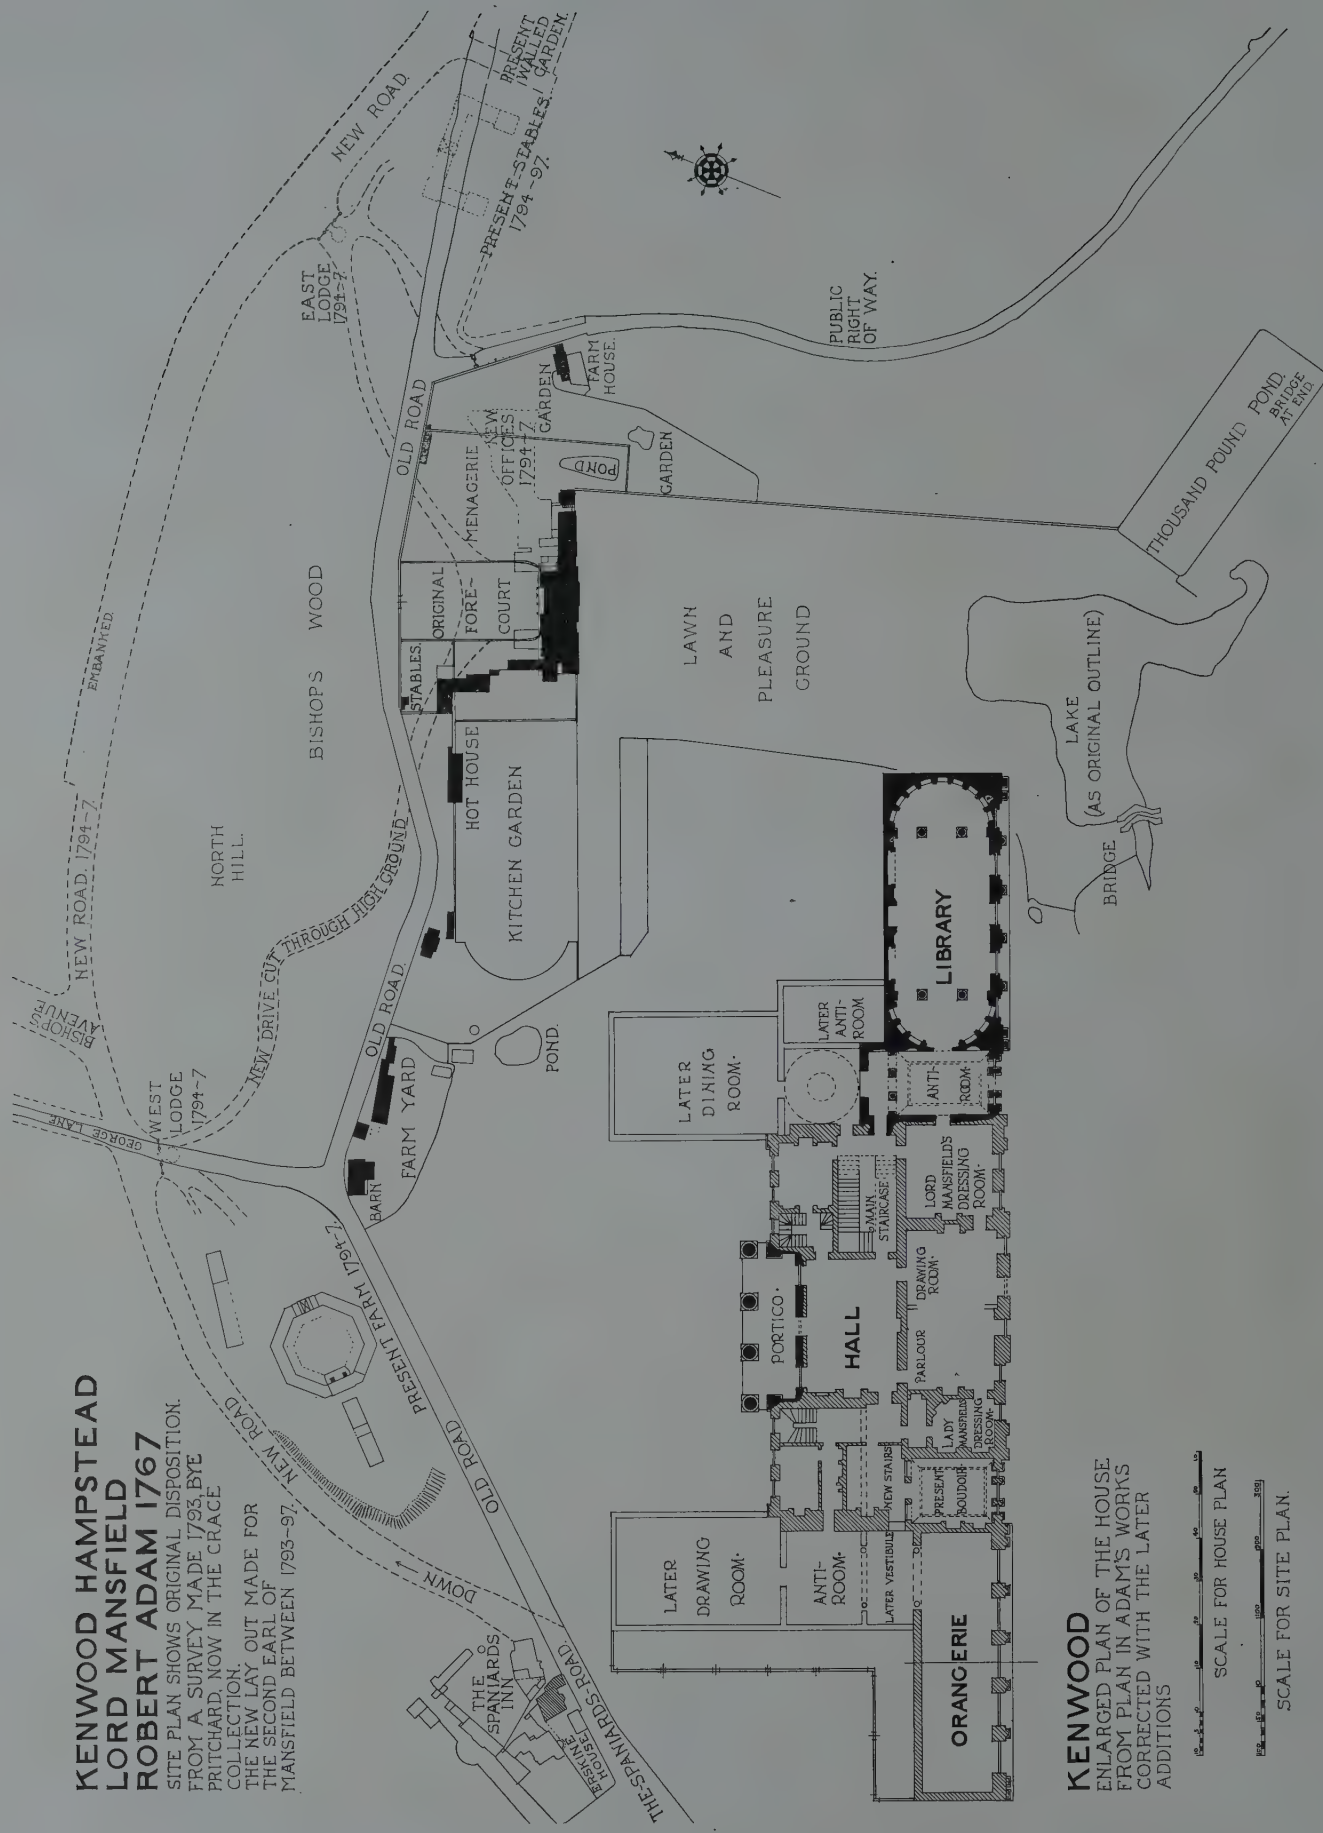 KENWOOD HAMPSTEAD
LORD MANSFIELD
ROBERT ADAM 1767
SITE PLAN SHOWS ORIGINAL DISPOSITION.
FROM A SURVEY MADE 1793, BYE
PRITCHARD, NOW IN THE CRACE
COLLECTION.
THE NEW LAY OUT MADE FOR
THE SECOND EARL OF
MANSFIELD BETWEEN 1793-97.
GEORGE LANE
BISHOP'S
AVENUE
WEST
LODGE
1794-7
NEW ROAD. 1794-7.
EMBANKED.
NEW ROAD.
EAST
LODGE
1794-7.
PRESENT
WALLED
GARDEN.
PRESENT STABLES.
1794-97.
NORTH
HILL.
BISHOPS WOOD
NEW DRIVE CUT THROUGH HIGH GROUND
OLD ROAD.
OLD ROAD
PRESENT FARM 1794-7.
OLD ROAD
NEW ROAD
DOWN
THE
SPANIARDS
INN
ERSKINE
HOUSE.
THE-SPANIARDS-ROAD.
BARN
FARM YARD
POND.
HOT HOUSE
KITCHEN GARDEN
STABLES.
ORIGINAL
FORE-
COURT
MENAGERIE
NEW
OFFICES
1794-7
GARDEN
FARM
HOUSE.
POND
GARDEN
LAWN
AND
PLEASURE
GROUND
PUBLIC
RIGHT
OF WAY.
THOUSAND POUND POND.
BRIDGE
AT END.
LAKE
(AS ORIGINAL OUTLINE)
BRIDGE
LATER
DRAWING
ROOM.
ANTI-
ROOM.
LATER VESTIBULE
NEW STAIRS
ORANGERIE
PRESENT
BOUDOIR
LADY
MANSFIELD'S
DRESSING
ROOM.
PORTICO.
HALL
PARLOUR
DRAWING
ROOM.
MAIN
STAIRCASE
LORD
MANSFIELD'S
DRESSING
ROOM.
LATER
DINING
ROOM.
LATER
ANTI-
ROOM
ANTI-
ROOM.
LIBRARY
KENWOOD
ENLARGED PLAN OF THE HOUSE
FROM PLAN IN ADAM'S WORKS
CORRECTED WITH THE LATER
ADDITIONS
SCALE FOR HOUSE PLAN
SCALE FOR SITE PLAN.